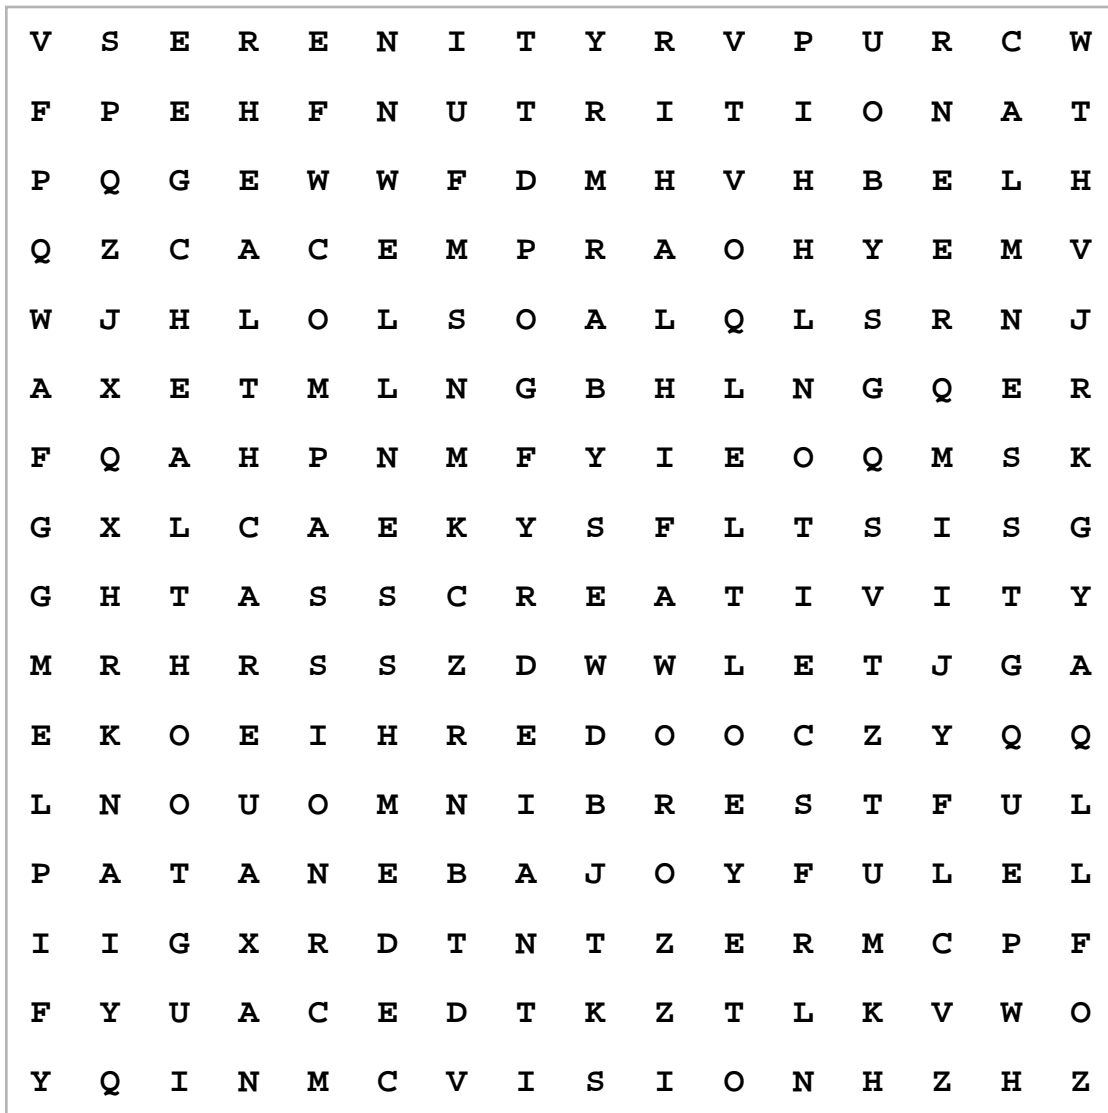 V S E R E N I T Y R V P U R C W
F P E H F N U T R I T I O N A T
P Q G E W W F D M H V H B E L H
Q Z C A C E M P R A O H Y E M V
W J H L O L S O A L Q L S R N J
A X E T M L N G B H L N G Q E R
F Q A H P N M F Y I E O Q M S K
G X L C A E K Y S F L T S I S G
G H T A S S C R E A T I V I T Y
M R H R S S Z D W W L E T J G A
E K O E I H R E D O O C Z Y Q Q
L N O U O M N I B R E S T F U L
P A T A N E B A J O Y F U L E L
I I G X R D T N T Z E R M C P F
F Y U A C E D T K Z T L K V W O
Y Q I N M C V I S I O N H Z H Z